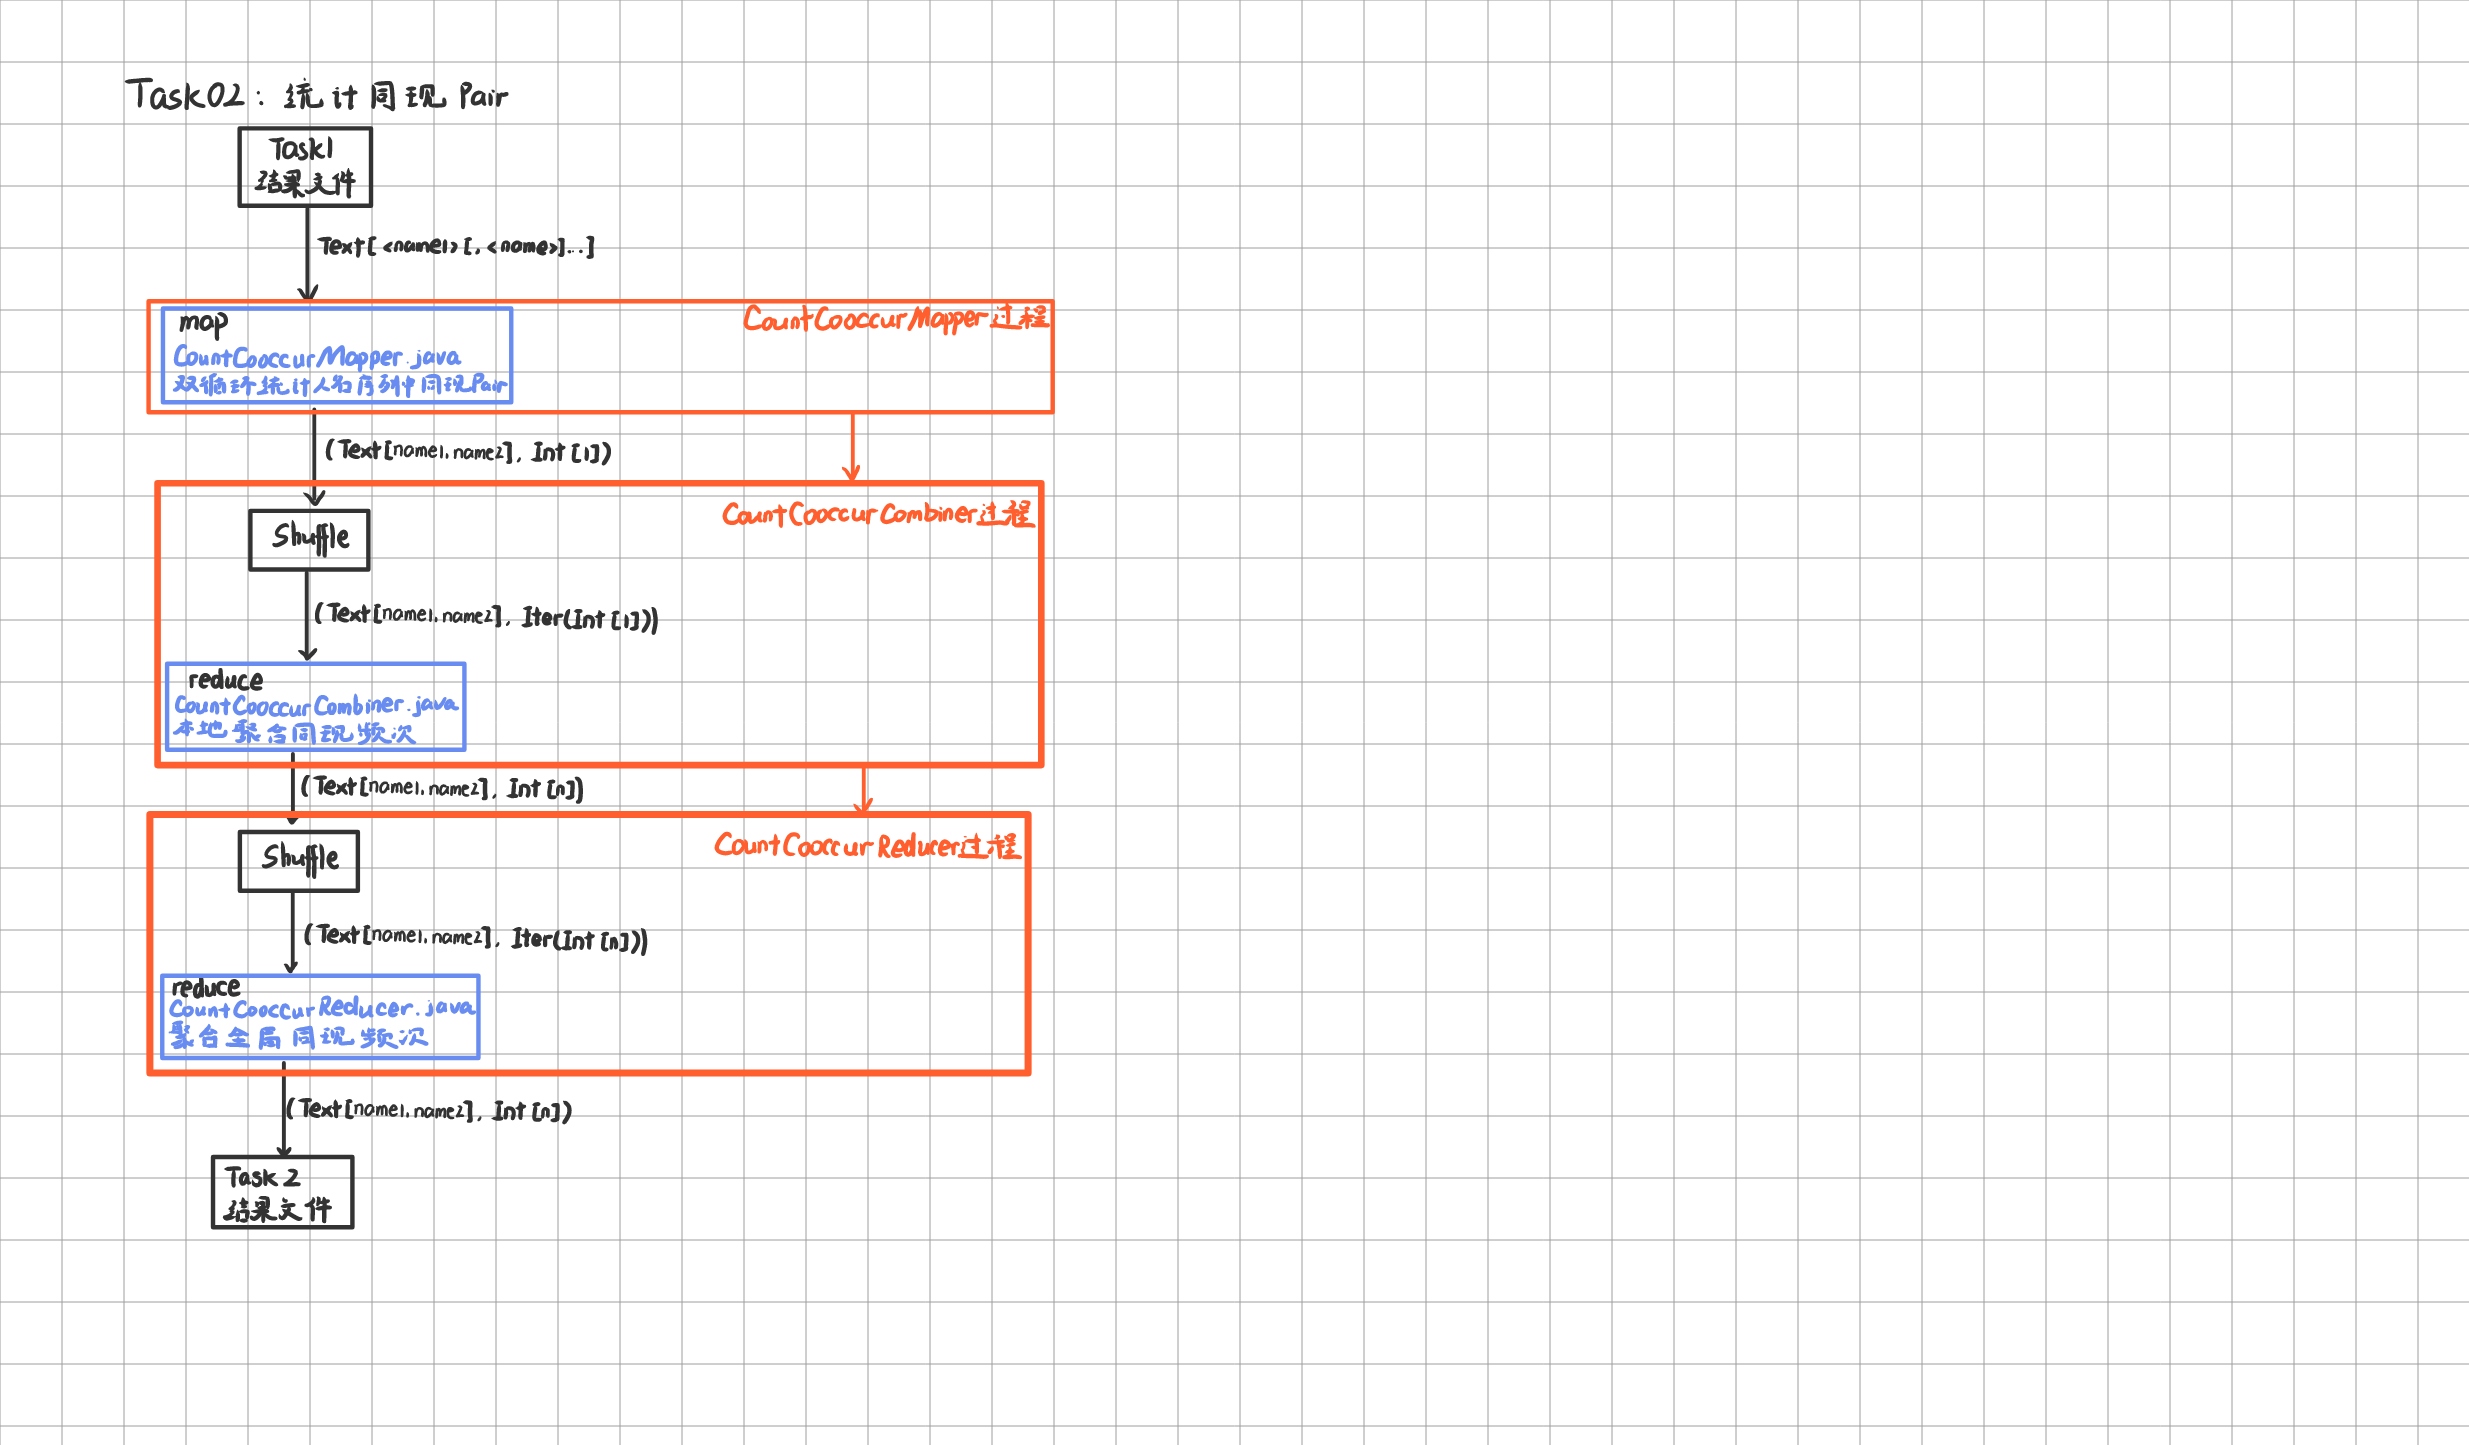 Task02: 统计同现 Pair
Task1
结果文件
Text[<name1>[,<name>]...]
CountCooccurMapper过程
map
CountCooccurMapper.java
双循环统计人名序列中同现Pair
(Text[name1,name2], Int[1])
CountCooccurCombiner过程
Shuffle
(Text[name1,name2], Iter(Int[1]))
reduce
CountCooccurCombiner.java
本地聚合同现频次
(Text[name1,name2], Int[n])
CountCooccurReducer过程
Shuffle
(Text[name1,name2], Iter(Int[n]))
reduce
CountCooccurReducer.java
聚合全局同现频次
(Text[name1,name2], Int[n])
Task2
结果文件